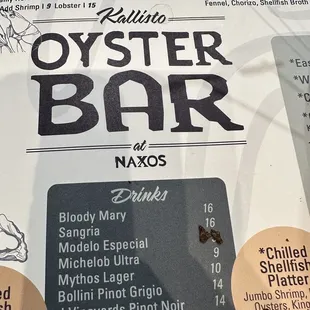 Add Shrimp | 9 Lobster | 15
Fennel, Chorizo, Shellfish Broth
Kallisto
OYSTER
BAR
at
NAXOS
Drinks
Bloody Mary 16
Sangria 16
Modelo Especial
Michelob Ultra 9
Mythos Lager 10
Bollini Pinot Grigio 14
Vineyards Pinot Noir 14
*Chilled
Shellfish
Platter
Jumbo Shrimp,
Oysters, King